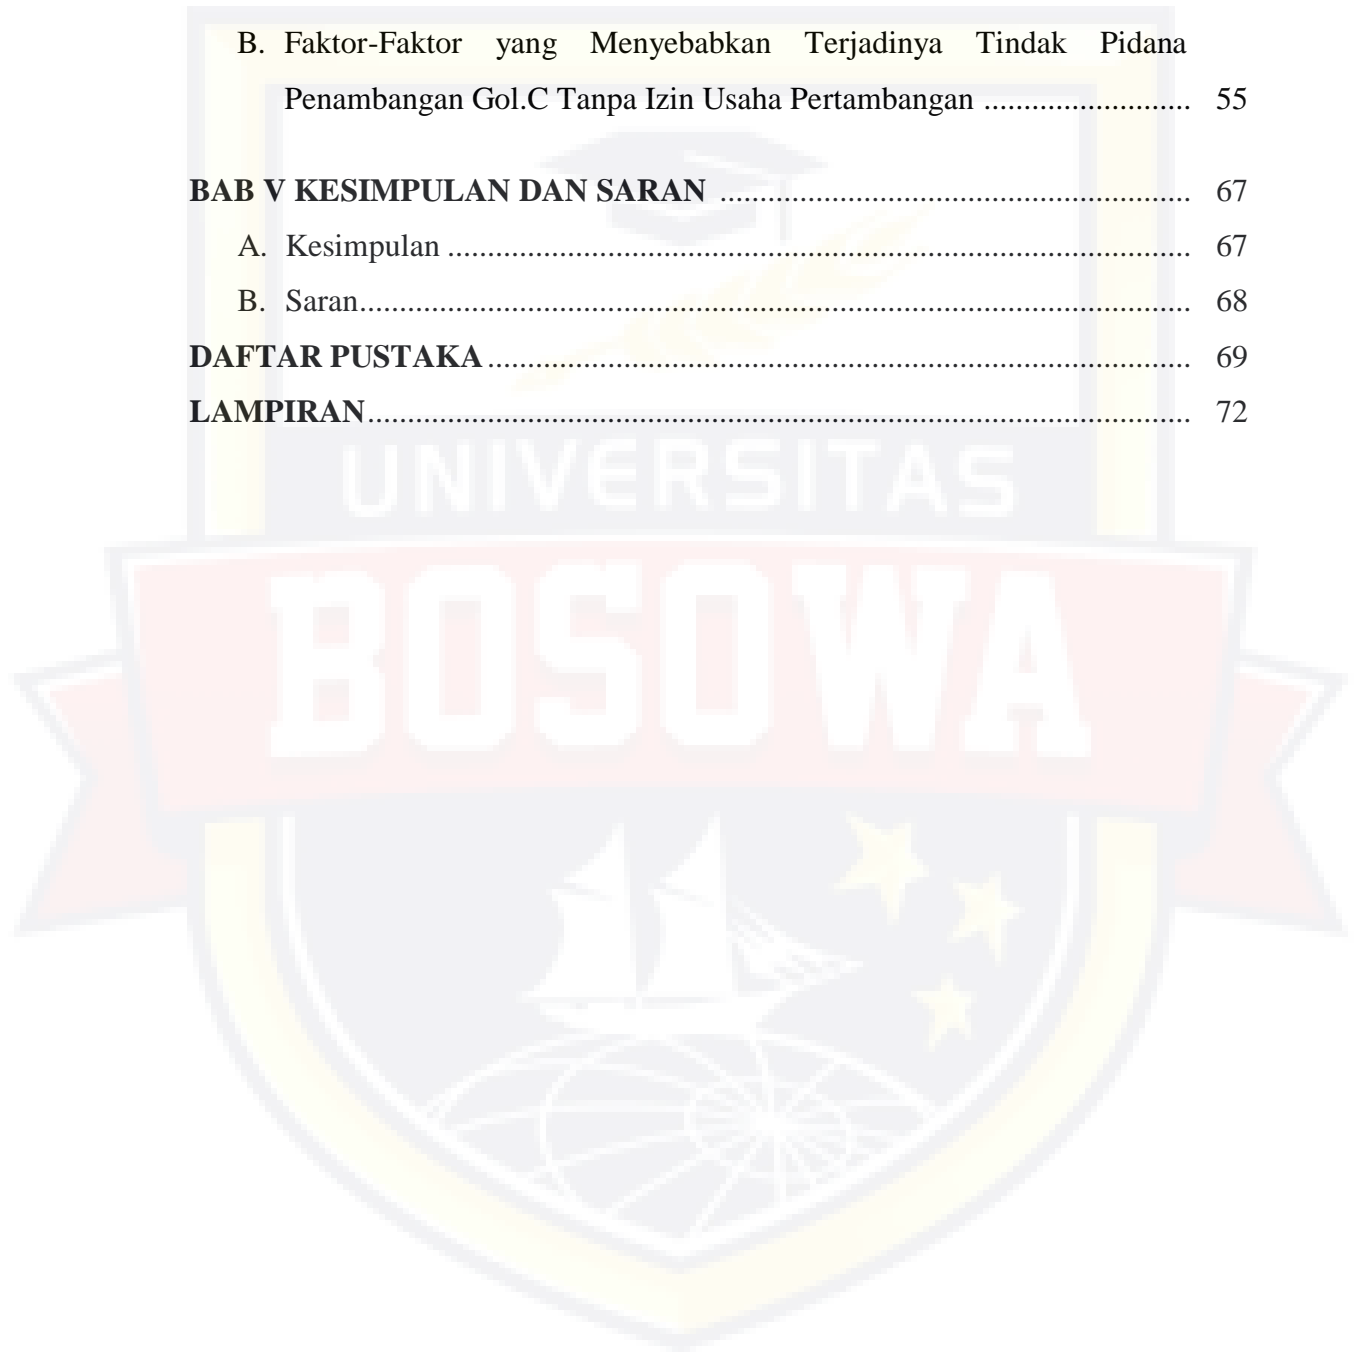 B. Faktor-Faktor yang Menyebabkan Terjadinya Tindak Pidana
Penambangan Gol.C Tanpa Izin Usaha Pertambangan .......................... 55
BAB V KESIMPULAN DAN SARAN ............................................................ 67
A. Kesimpulan .............................................................................................. 67
B. Saran......................................................................................................... 68
DAFTAR PUSTAKA ......................................................................................... 69
LAMPIRAN........................................................................................................ 72
UNIVERSITAS
BOSOWA